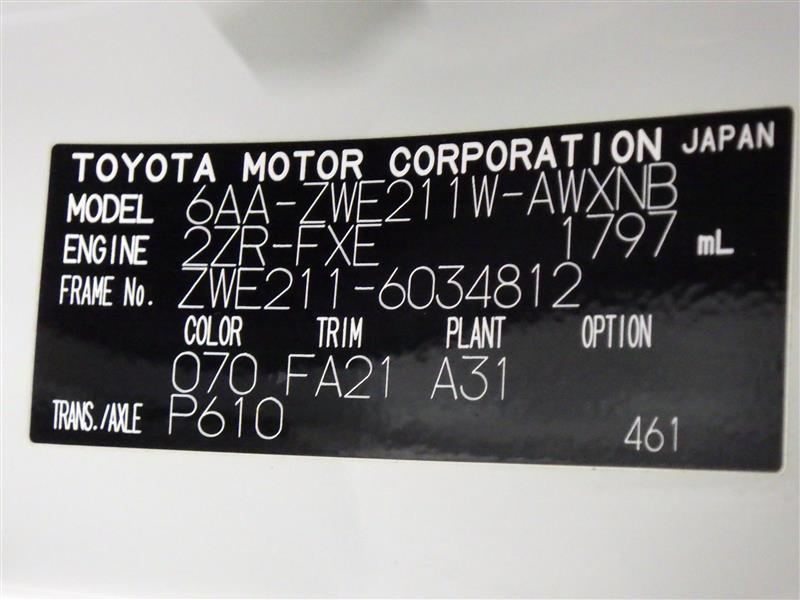 TOYOTA MOTOR CORPORATION JAPAN
MODEL 6AA-ZWE211W-AWXNB
ENGINE 2ZR-FXE 1797 mL
FRAME No. ZWE211-6034812
COLOR TRIM PLANT OPTION
070 FA21 A31
TRANS./AXLE P610 461